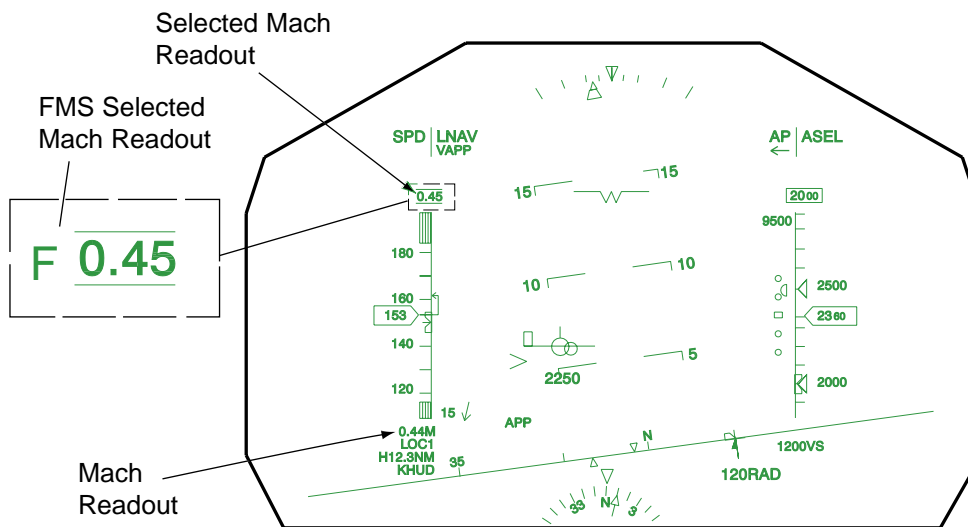 Selected Mach
Readout
FMS Selected
Mach Readout
F 0.45
SPD LNAV
VAPP
AP ASEL
0.45
15 15
2000
9500
180
10 10
160
2500
153
2360
140
5
2250
120
2000
15
APP
0.44M
LOC1
H12.3NM
KHUD
35
N
1200VS
120RAD
Mach
Readout
33 N 3